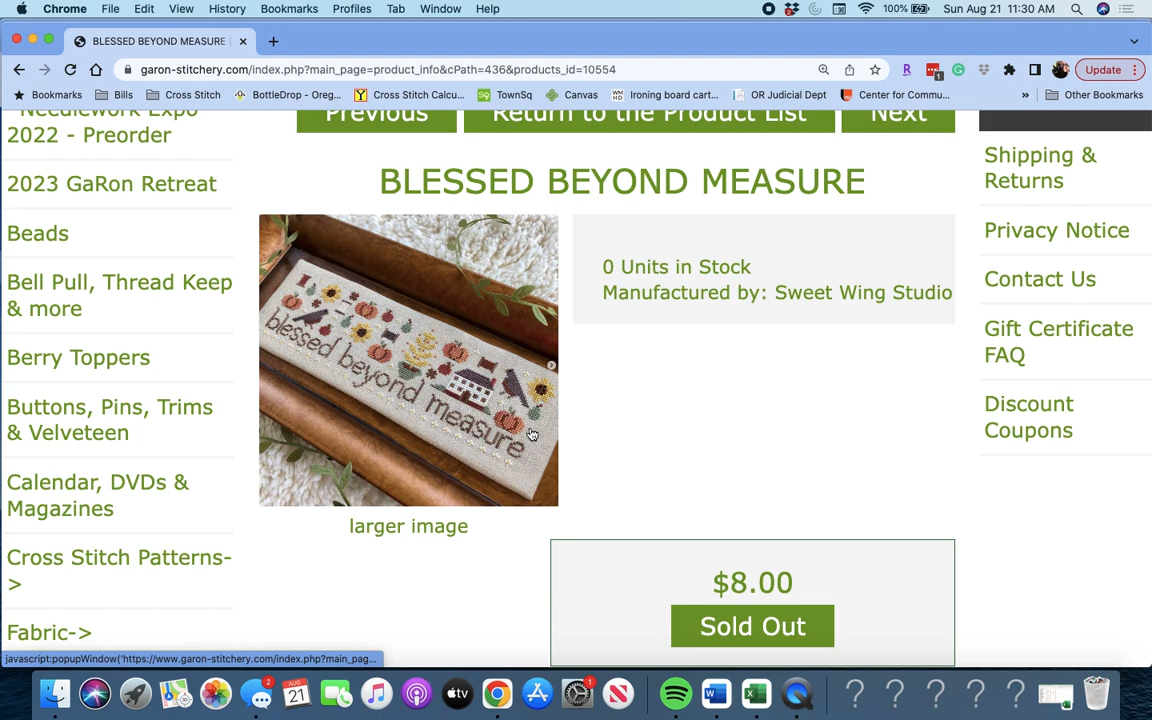 Chrome File Edit View History Bookmarks Profiles Tab Window Help 100% Sun Aug 21 11:30 AM
BLESSED BEYOND MEASURE
garon-stitchery.com/index.php?main_page=product_info&cPath=436&products_id=10554 Update
Bookmarks Bills Cross Stitch BottleDrop - Oreg... Cross Stitch Calcu... TownSq Canvas Ironing board cart... OR Judicial Dept Center for Commu... » Other Bookmarks
Needlework Expo
2022 - Preorder
2023 GaRon Retreat
Beads
Bell Pull, Thread Keep
& more
Berry Toppers
Buttons, Pins, Trims
& Velveteen
Calendar, DVDs &
Magazines
Cross Stitch Patterns-
>
Fabric->
Previous Return to the Product List Next
BLESSED BEYOND MEASURE
blessed beyond measure
larger image
0 Units in Stock
Manufactured by: Sweet Wing Studio
$8.00
Sold Out
Shipping &
Returns
Privacy Notice
Contact Us
Gift Certificate
FAQ
Discount
Coupons
javascript:popupWindow('https://www.garon-stitchery.com/index.php?main_pag...
AUG
21